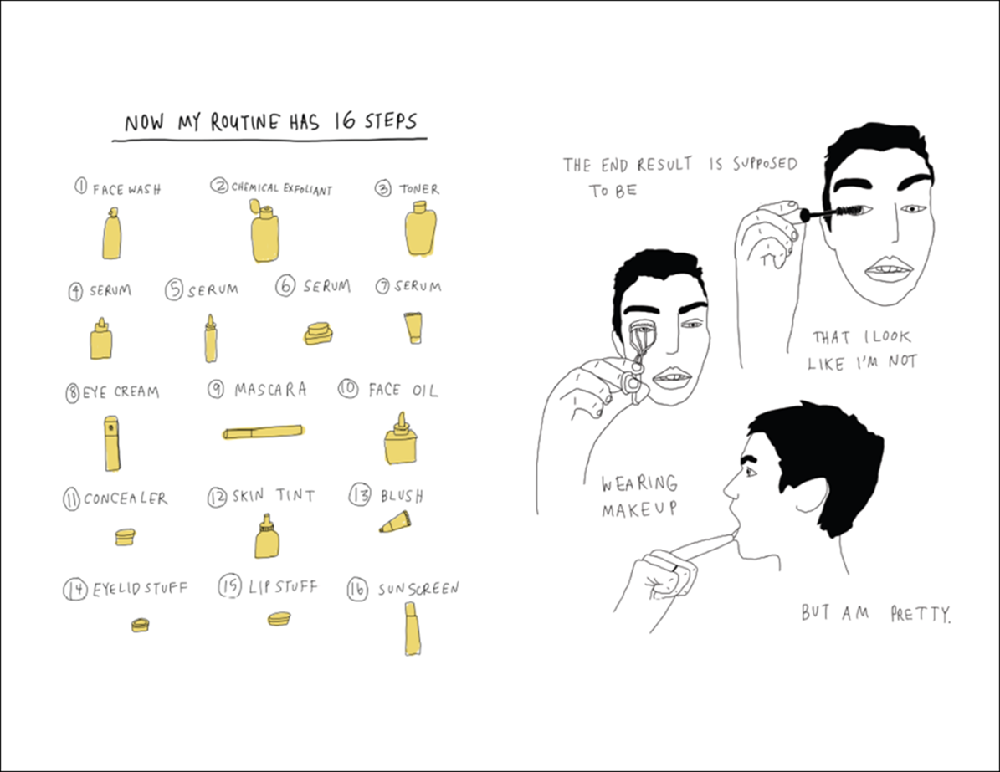 NOW MY ROUTINE HAS 16 STEPS
① FACE WASH
② CHEMICAL EXFOLIANT
③ TONER
④ SERUM
⑤ SERUM
⑥ SERUM
⑦ SERUM
⑧ EYE CREAM
⑨ MASCARA
⑩ FACE OIL
⑪ CONCEALER
⑫ SKIN TINT
⑬ BLUSH
⑭ EYELID STUFF
⑮ LIP STUFF
⑯ SUNSCREEN
THE END RESULT IS SUPPOSED
TO BE
THAT I LOOK
LIKE I'M NOT
WEARING
MAKEUP
BUT AM PRETTY.